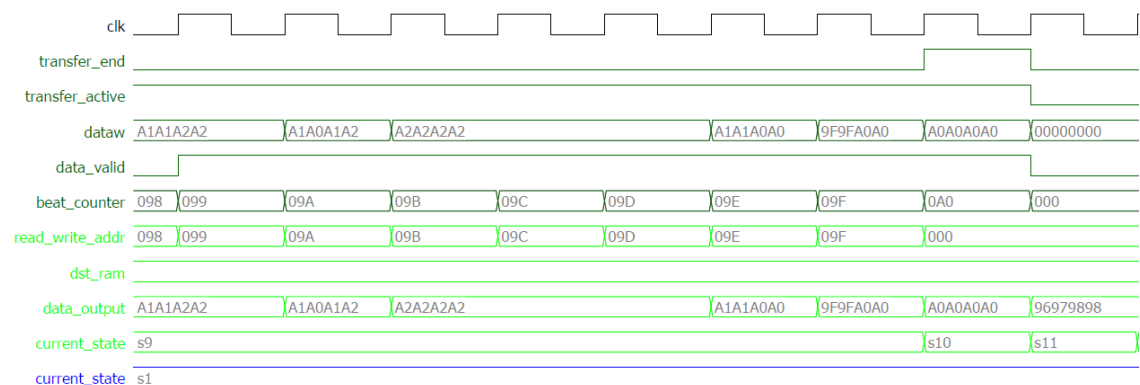 clk
transfer_end
transfer_active
dataw A1A1A2A2 A1A0A1A2 A2A2A2A2 A1A1A0A0 9F9FA0A0 A0A0A0A0 00000000
data_valid
beat_counter 098 099 09A 09B 09C 09D 09E 09F 0A0 000
read_write_addr 098 099 09A 09B 09C 09D 09E 09F 000
dst_ram
data_output A1A1A2A2 A1A0A1A2 A2A2A2A2 A1A1A0A0 9F9FA0A0 A0A0A0A0 96979898
current_state s9 s10 s11
current_state s1